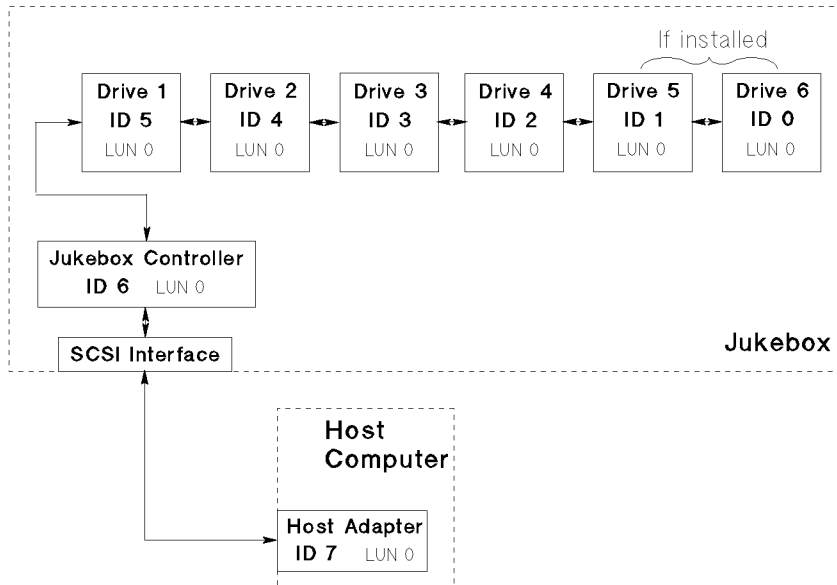 If installed
Drive 1
ID 5
LUN 0
Drive 2
ID 4
LUN 0
Drive 3
ID 3
LUN 0
Drive 4
ID 2
LUN 0
Drive 5
ID 1
LUN 0
Drive 6
ID 0
LUN 0
Jukebox Controller
ID 6 LUN 0
SCSI Interface
Jukebox
Host
Computer
Host Adapter
ID 7 LUN 0